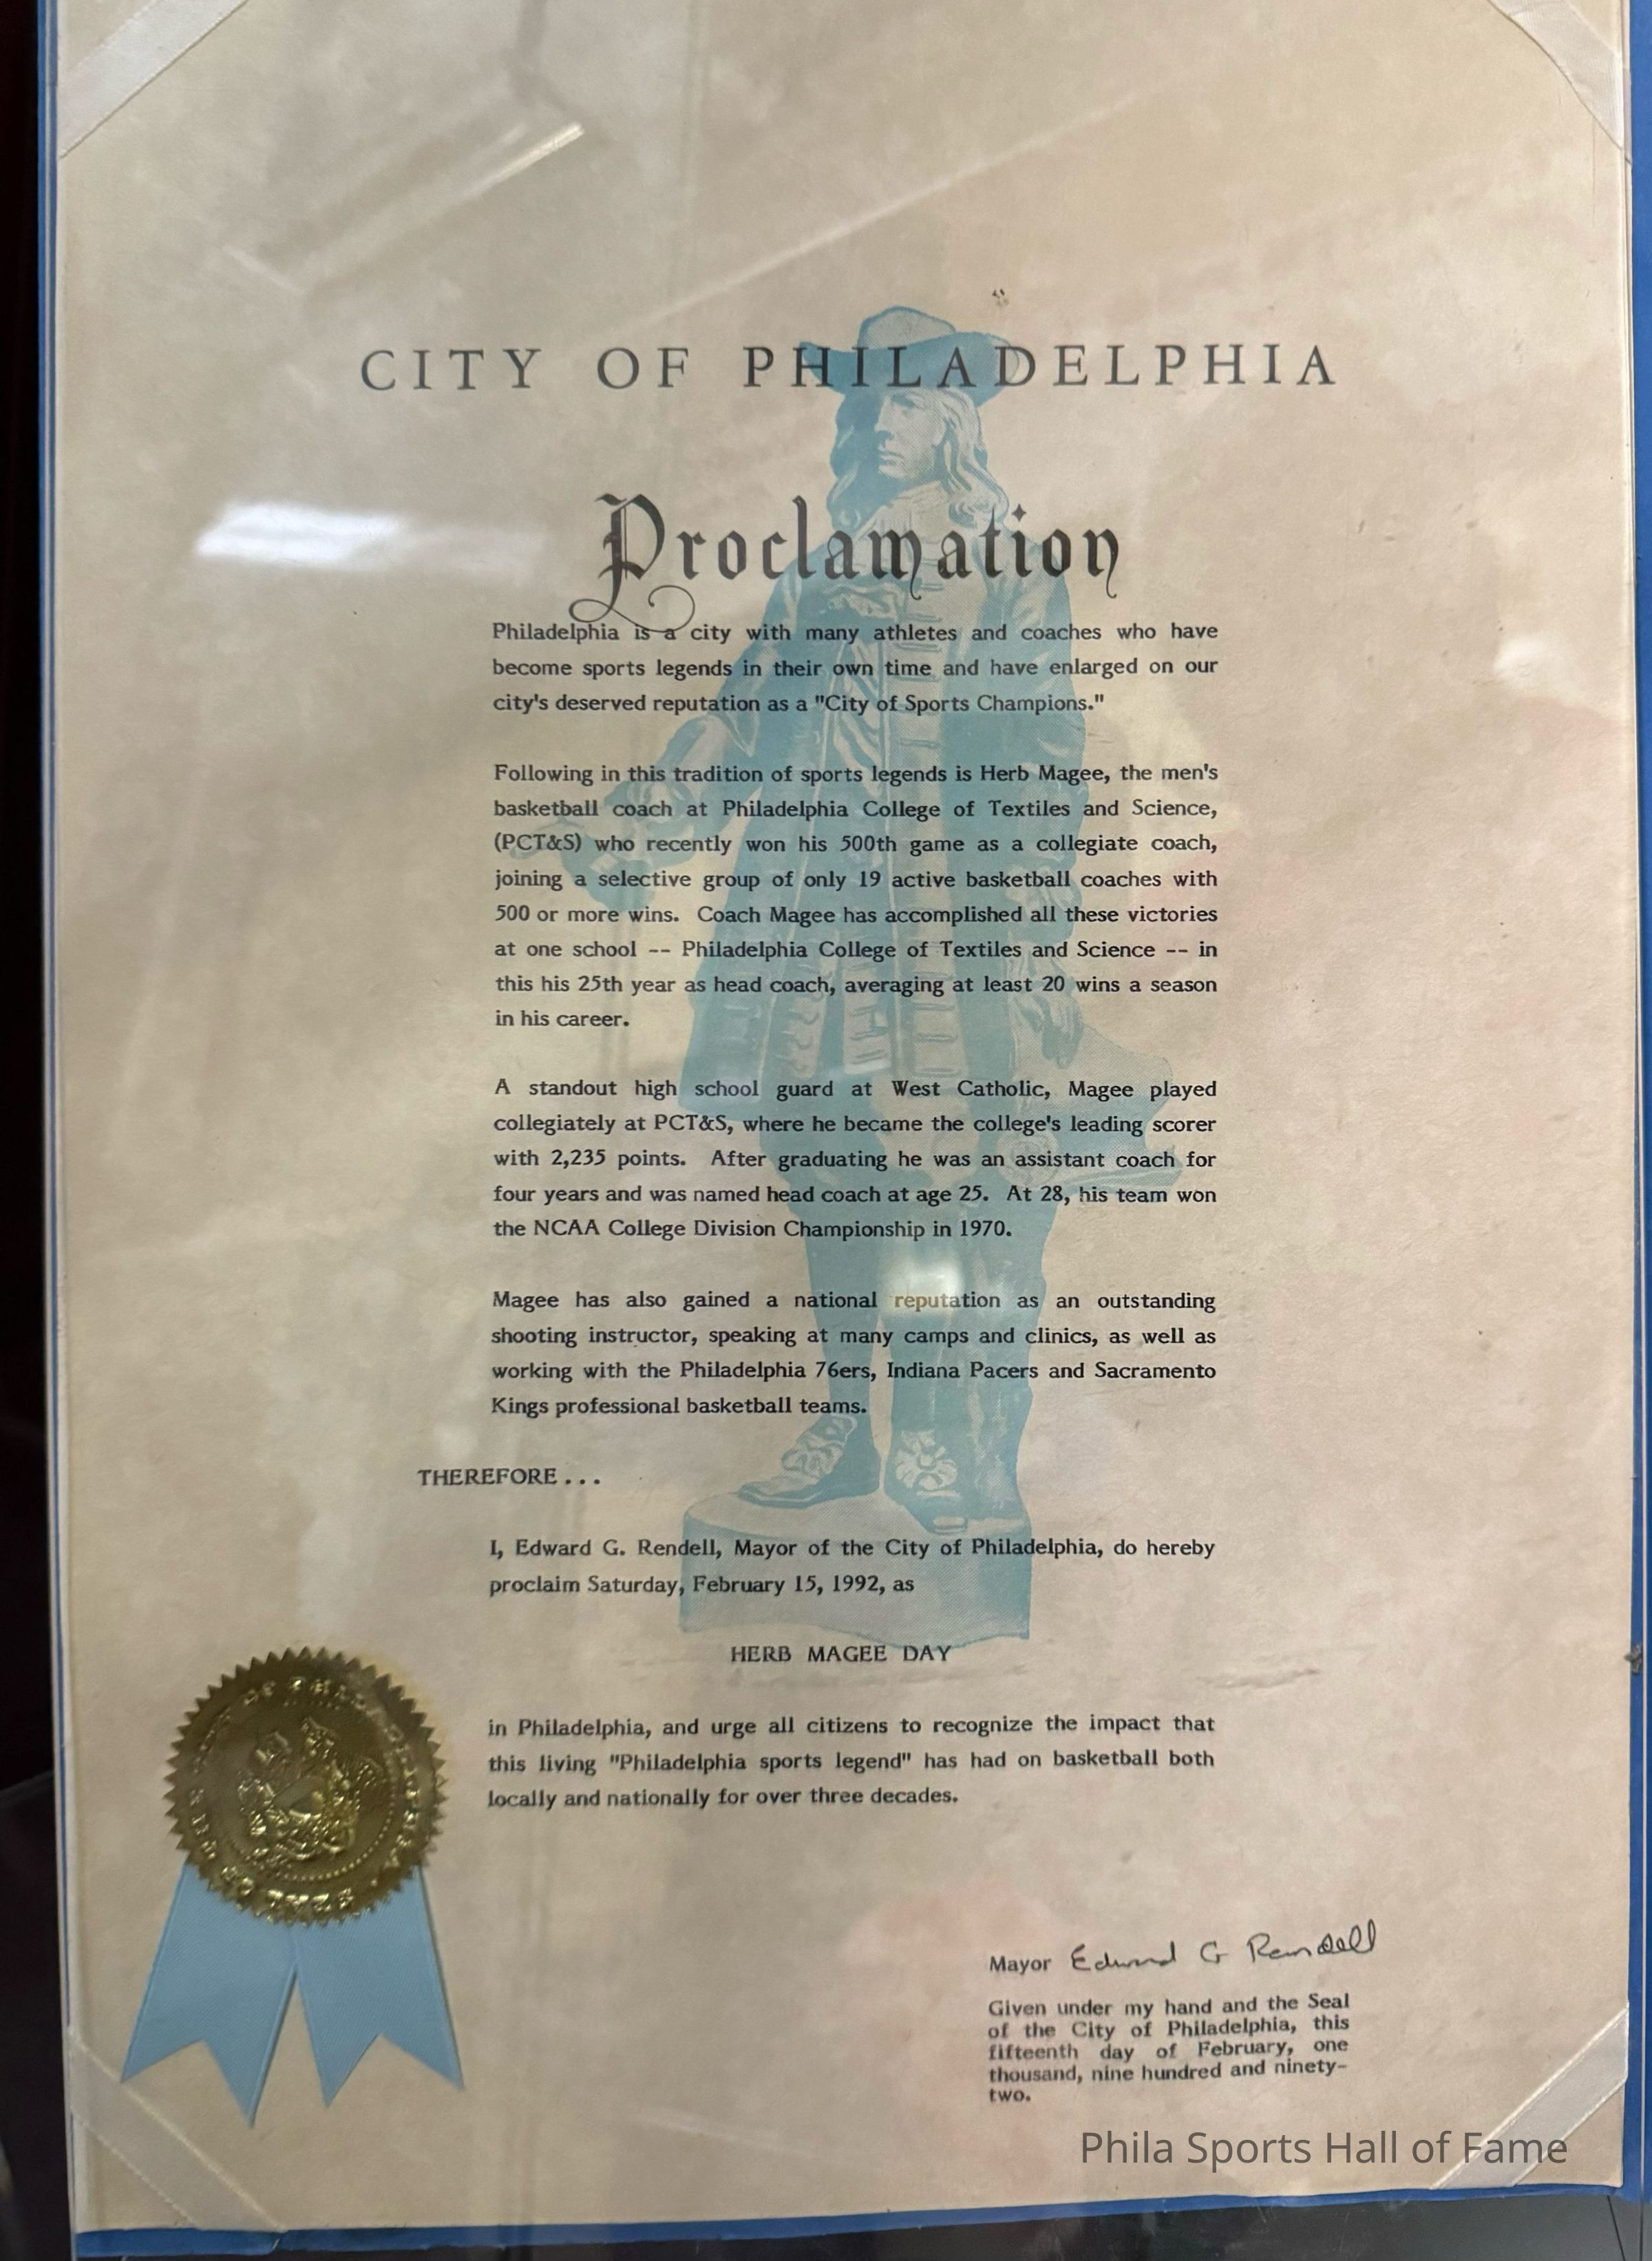 CITY OF PHILADELPHIA
Proclamation
Philadelphia is a city with many athletes and coaches who have
become sports legends in their own time and have enlarged on our
city's deserved reputation as a "City of Sports Champions."
Following in this tradition of sports legends is Herb Magee, the men's
basketball coach at Philadelphia College of Textiles and Science,
(PCT&S) who recently won his 500th game as a collegiate coach,
joining a selective group of only 19 active basketball coaches with
500 or more wins. Coach Magee has accomplished all these victories
at one school -- Philadelphia College of Textiles and Science -- in
this his 25th year as head coach, averaging at least 20 wins a season
in his career.
A standout high school guard at West Catholic, Magee played
collegiately at PCT&S, where he became the college's leading scorer
with 2,235 points. After graduating he was an assistant coach for
four years and was named head coach at age 25. At 28, his team won
the NCAA College Division Championship in 1970.
Magee has also gained a national reputation as an outstanding
shooting instructor, speaking at many camps and clinics, as well as
working with the Philadelphia 76ers, Indiana Pacers and Sacramento
Kings professional basketball teams.
THEREFORE . . .
I, Edward G. Rendell, Mayor of the City of Philadelphia, do hereby
proclaim Saturday, February 15, 1992, as
HERB MAGEE DAY
in Philadelphia, and urge all citizens to recognize the impact that
this living "Philadelphia sports legend" has had on basketball both
locally and nationally for over three decades.
Mayor Edward G Rendell
Given under my hand and the Seal
of the City of Philadelphia, this
fifteenth day of February, one
thousand, nine hundred and ninety-
two.
Phila Sports Hall of Fame